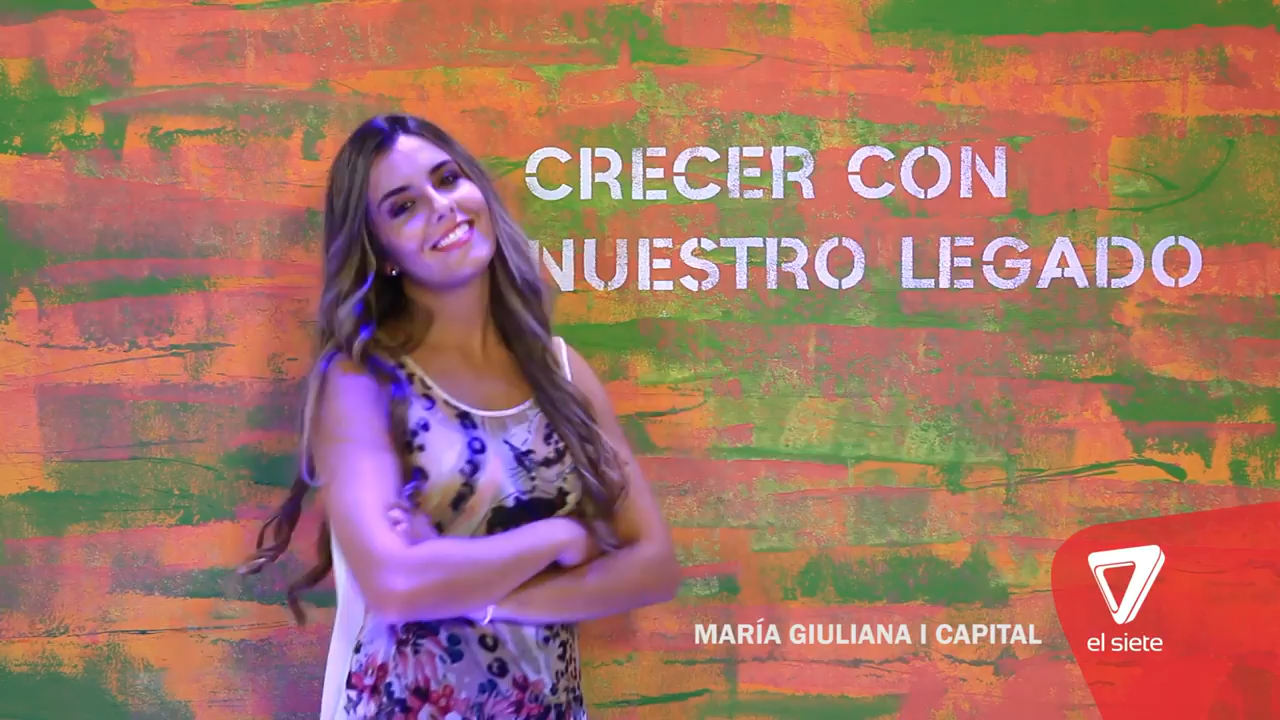 CRECER CON
NUESTRO LEGADO
MARÍA GIULIANA I CAPITAL
el siete